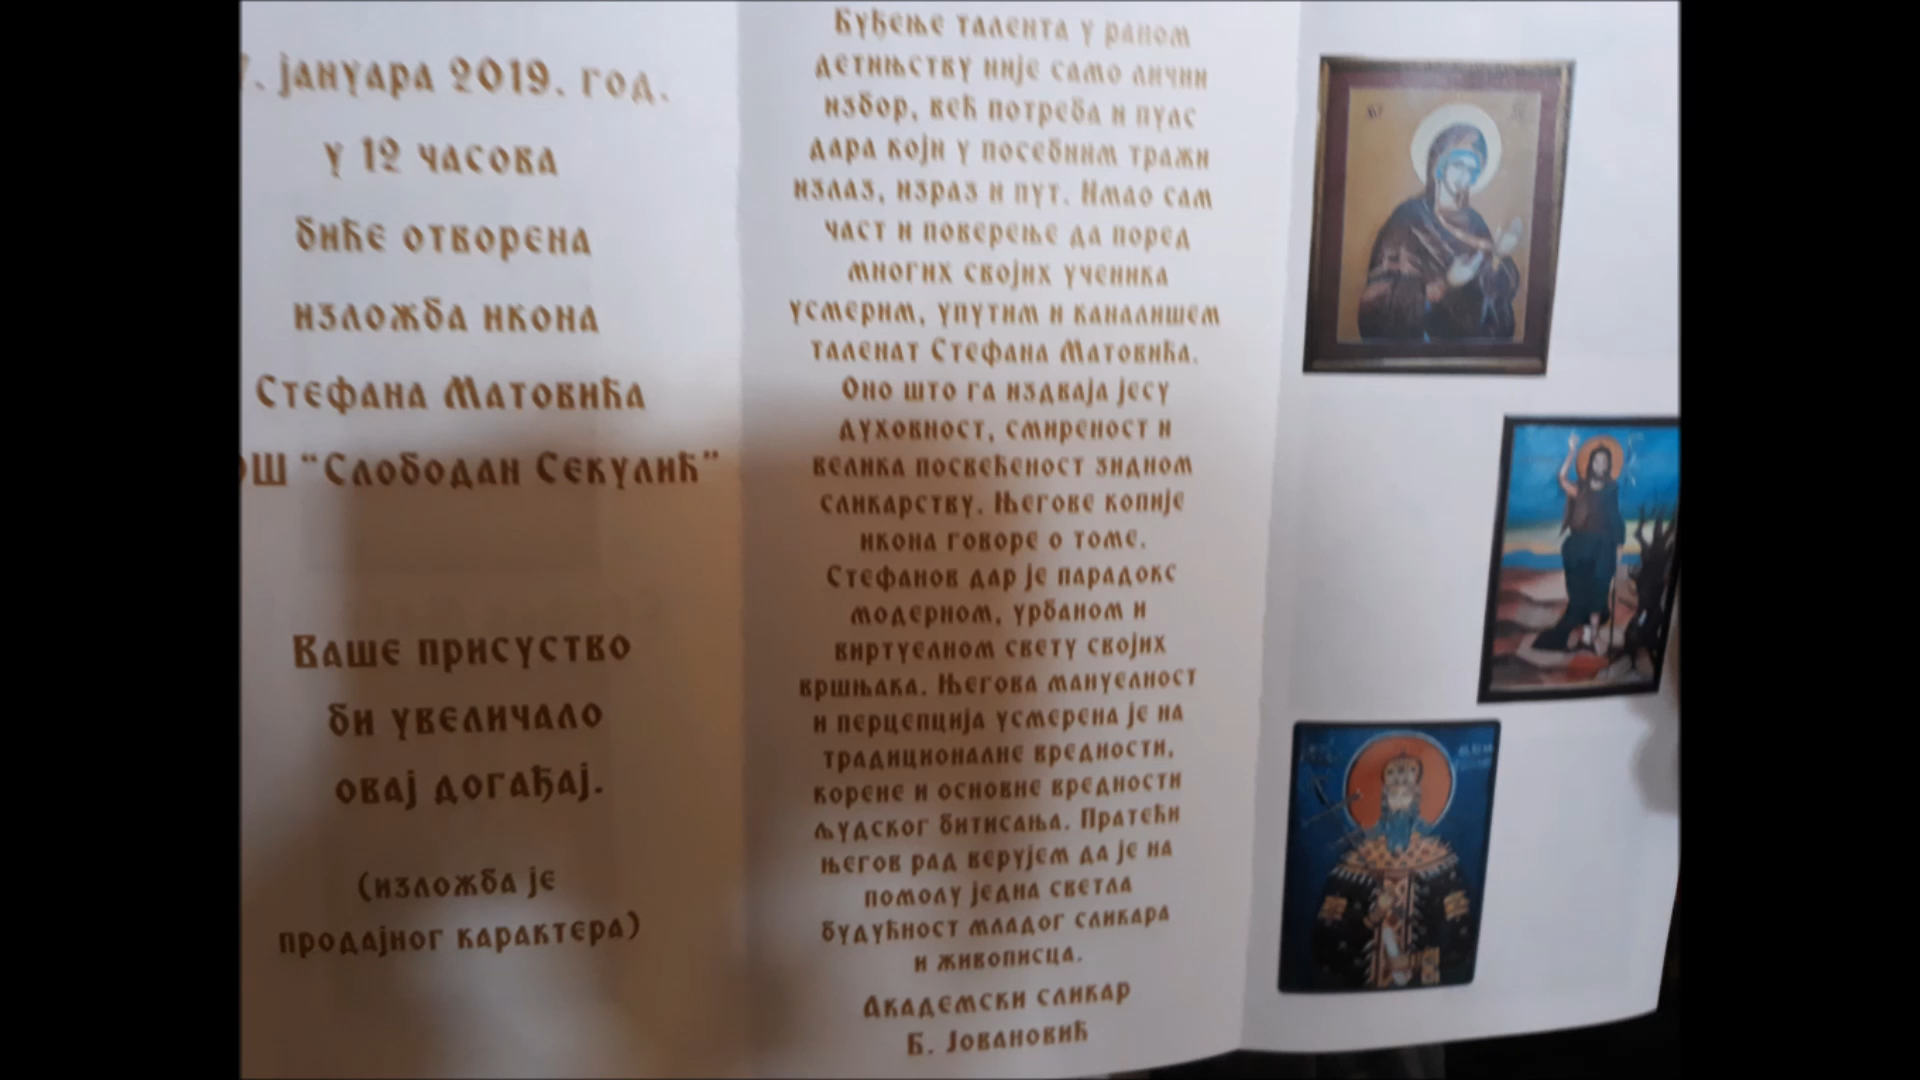 . јануара 2019. год.
у 12 часова
биће отворена
изложба икона
Стефана Матовића
ОШ "Слободан Секулић"
Ваше присуство
би увеличало
овај догађај.
(изложба је
продајног карактера)
Буђење талента у раном
детињству није само лични
избор, већ потреба и пулс
дара који у посебним тражи
излаз, израз и пут. Имао сам
част и поверење да поред
многих својих ученика
усмерим, упутим и каналишем
таленат Стефана Матовића.
Оно што га издваја јесу
духовност, смиреност и
велика посвећеност зидном
сликарству. Његове копије
икона говоре о томе.
Стефанов дар је парадокс
модерном, урбаном и
виртуелном свету својих
вршњака. Његова мануелност
и перцепција усмерена је на
традиционалне вредности,
корене и основне вредности
људског битисања. Пратећи
његов рад верујем да је на
помолу једна светла
будућност младог сликара
и живописца.
Академски сликар
Б. Јовановић